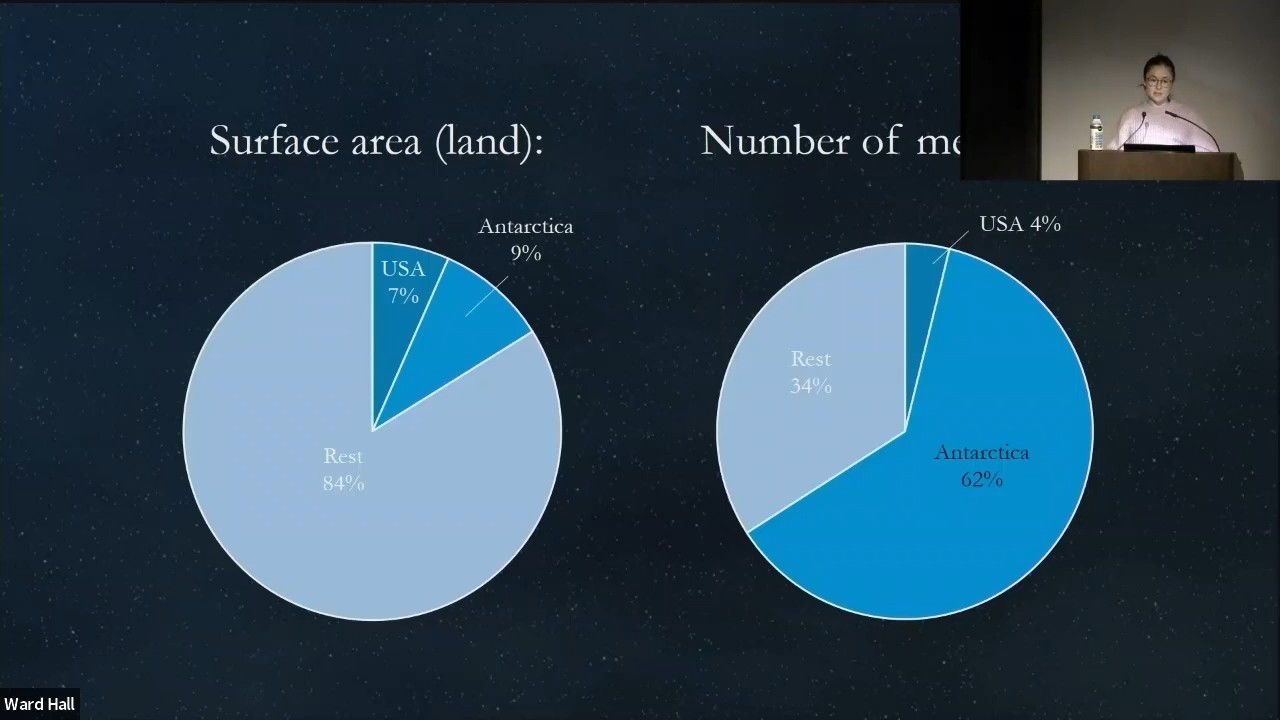 Surface area (land):
Number of me
Antarctica
9%
USA
7%
Rest
84%
USA 4%
Rest
34%
Antarctica
62%
Ward Hall